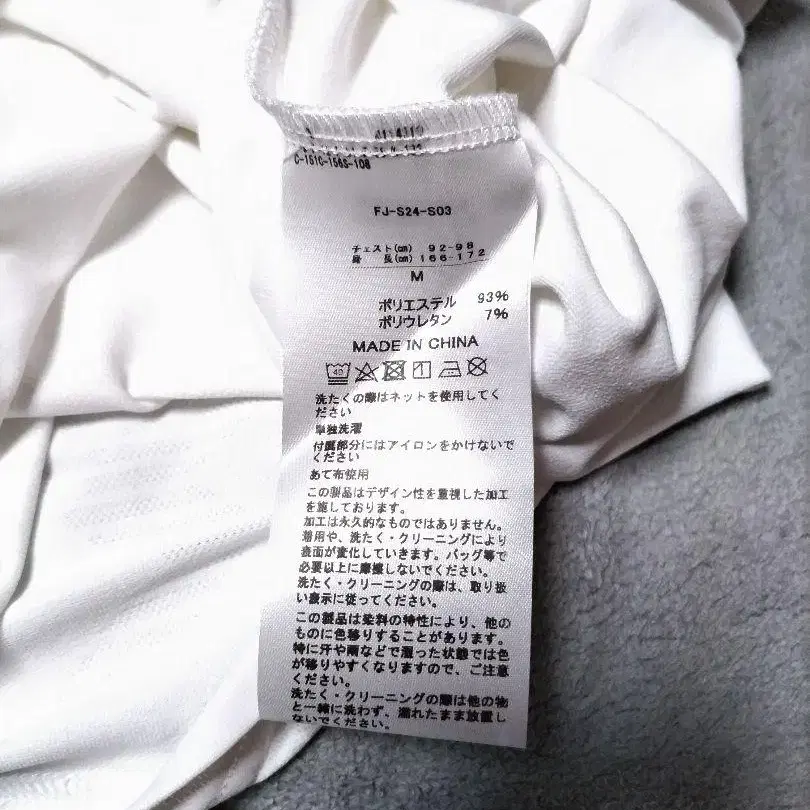 C-151C-156S-108
FJ-S24-S03
チェスト(cm) 92-98
身 長(cm) 166-172
M
ポリエステル 93%
ポリウレタン 7%
MADE IN CHINA
40
洗たくの際はネットを使用してく
ださい
単独洗濯
付属部分にはアイロンをかけないで
ください
あて布使用
この製品はデザイン性を重視した加工
を施しております。
加工は永久的なものではありません。
着用や、洗たく・クリーニングにより
表面が変化していきます。バッグ等で
必要以上に摩擦しないでください。
洗たく・クリーニングの際は、取り扱
い表示に従ってください。
この製品は染料の特性により、他の
ものに色移りすることがあります。
特に汗や雨などで湿った状態では色
が移りやすくなりますので、ご注意
ください。
洗たく・クリーニングの際は他の物
と一緒に洗わず、濡れたまま放置し
ないでください。